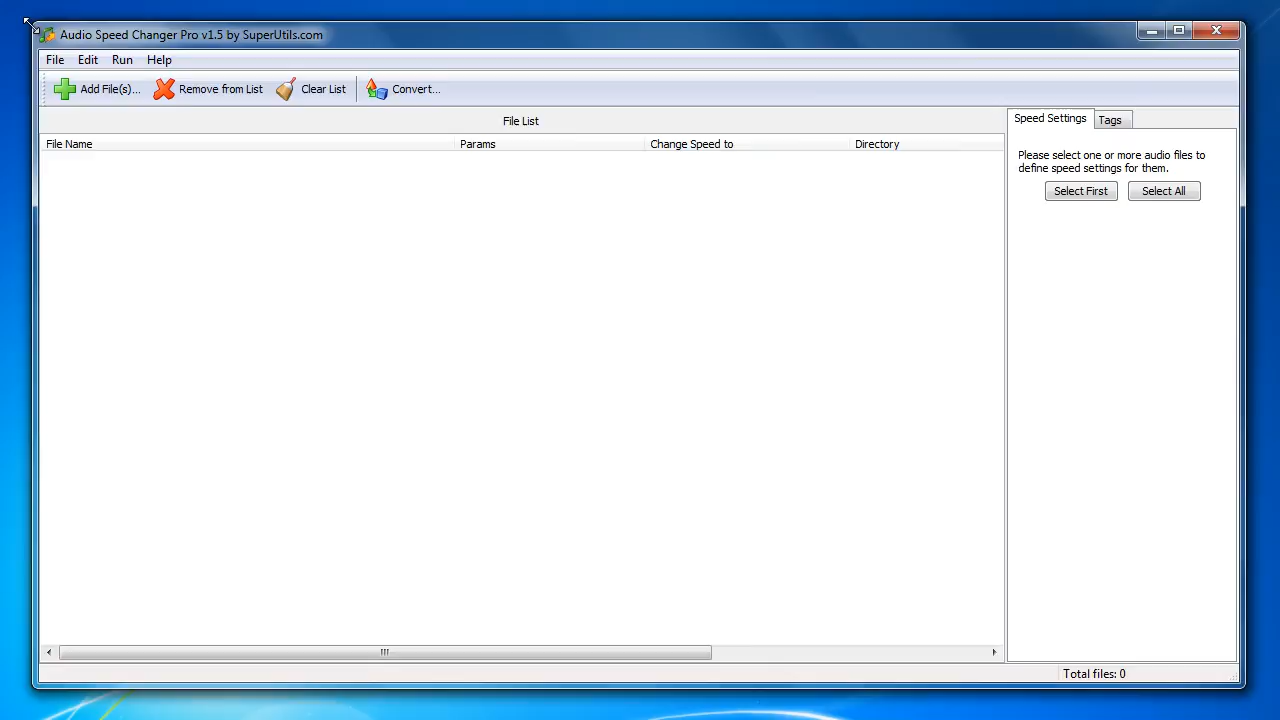 Audio Speed Changer Pro v1.5 by SuperUtils.com
File Edit Run Help
Add File(s)... Remove from List Clear List Convert...
File List
Speed Settings Tags
File Name Params Change Speed to Directory
Please select one or more audio files to
define speed settings for them.
Select First Select All
Total files: 0